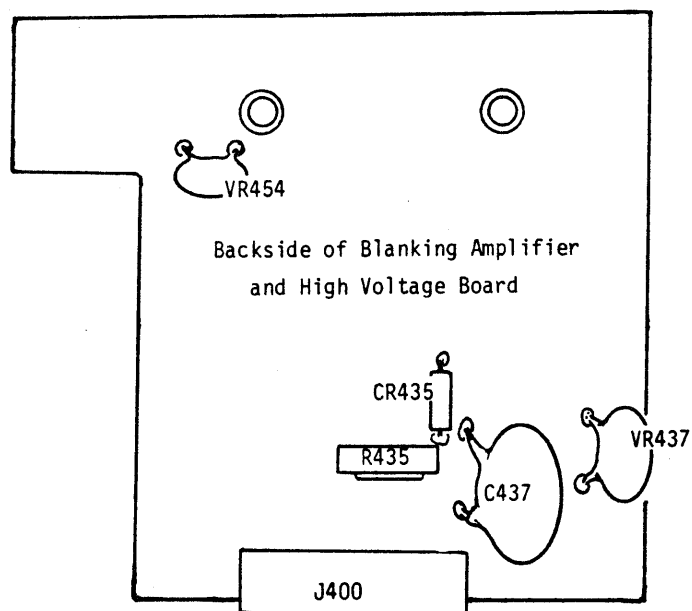 VR454
Backside of Blanking Amplifier
and High Voltage Board
CR435
VR437
R435
C437
J400